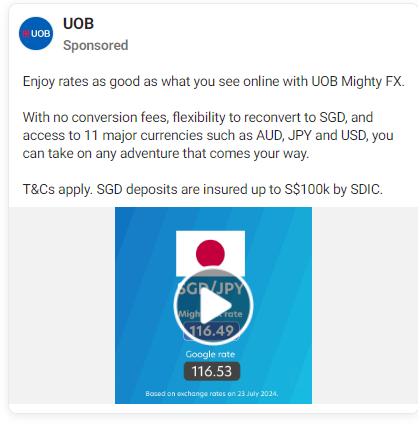 UOB
UOB
Sponsored
Enjoy rates as good as what you see online with UOB Mighty FX.
With no conversion fees, flexibility to reconvert to SGD, and
access to 11 major currencies such as AUD, JPY and USD, you
can take on any adventure that comes your way.
T&Cs apply. SGD deposits are insured up to S$100k by SDIC.
SGD/JPY
rate
116.49
Google rate
116.53
Based on exchange rates on 23 July 2024.